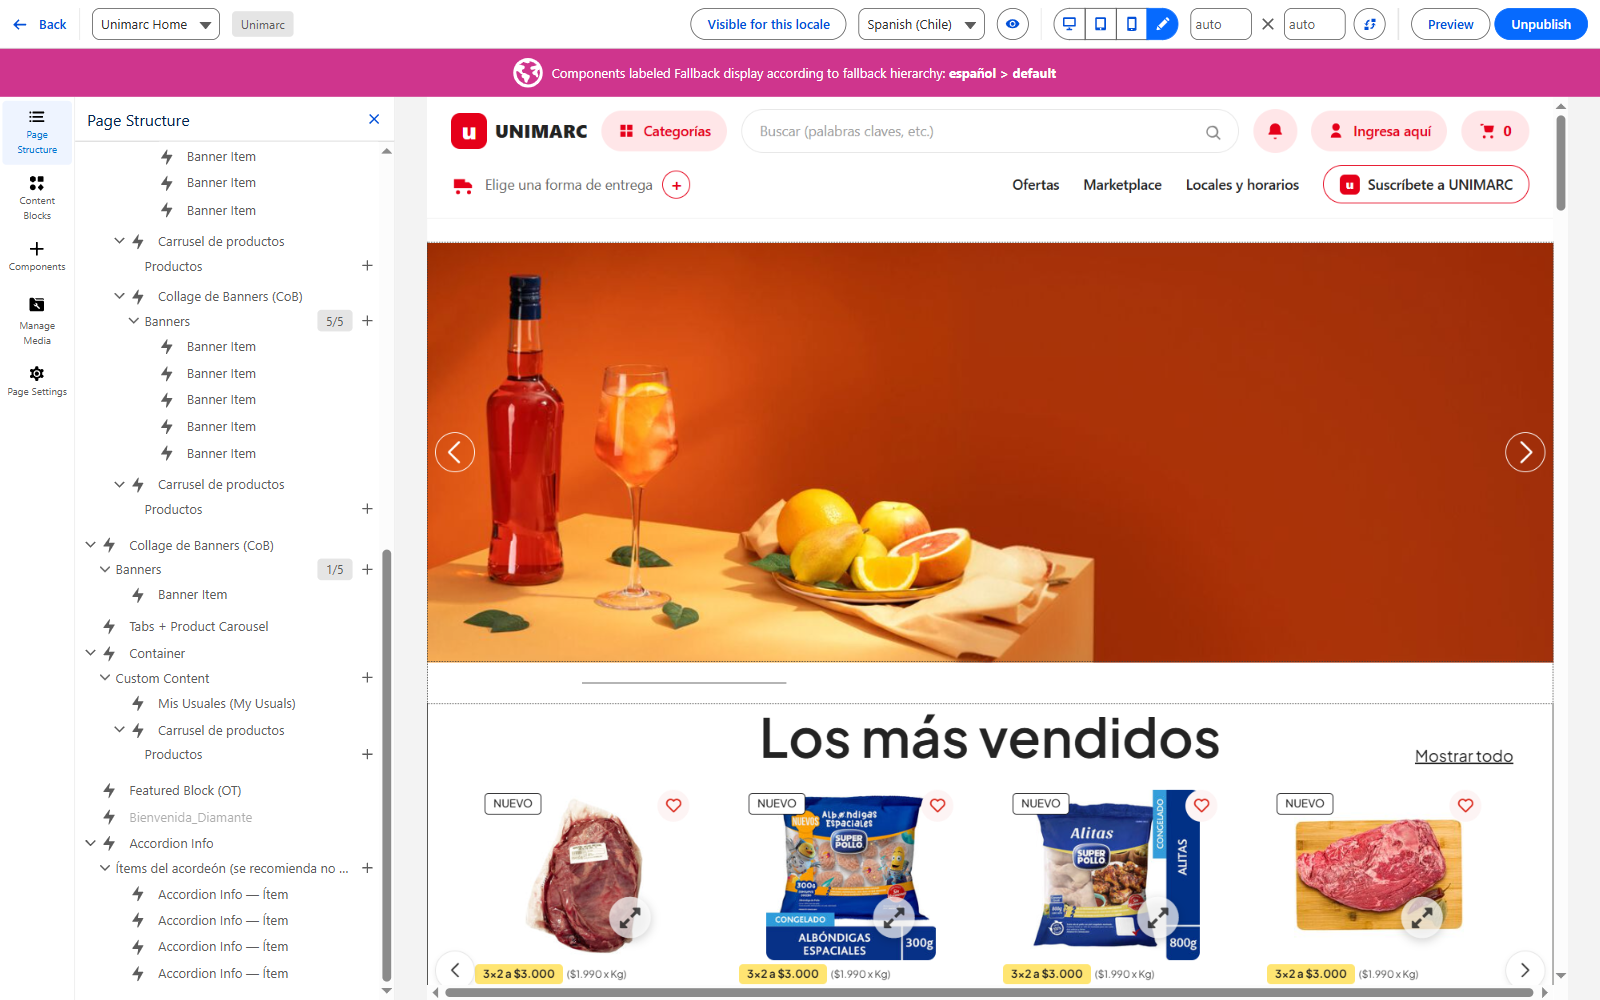 Back
Unimarc Home
Unimarc
Visible for this locale
Spanish (Chile)
auto
auto
Preview
Unpublish
Components labeled Fallback display according to fallback hierarchy: español > default
Page Structure
Content Blocks
Components
Manage Media
Page Settings
Page Structure
Banner Item
Banner Item
Banner Item
Carrusel de productos
Productos
Collage de Banners (CoB)
Banners 5/5
Banner Item
Banner Item
Banner Item
Banner Item
Banner Item
Carrusel de productos
Productos
Collage de Banners (CoB)
Banners 1/5
Banner Item
Tabs + Product Carousel
Container
Custom Content
Mis Usuales (My Usuals)
Carrusel de productos
Productos
Featured Block (OT)
Bienvenida_Diamante
Accordion Info
Ítems del acordeón (se recomienda no ...
Accordion Info — Ítem
Accordion Info — Ítem
Accordion Info — Ítem
Accordion Info — Ítem
u UNIMARC
Categorías
Buscar (palabras claves, etc.)
Ingresa aquí
0
Elige una forma de entrega
Ofertas
Marketplace
Locales y horarios
u Suscríbete a UNIMARC
Los más vendidos
Mostrar todo
NUEVO
NUEVO
NUEVOS
Albóndigas
Espaciales
SUPER POLLO
300g
CONGELADO
ALBÓNDIGAS
ESPACIALES
300g
NUEVO
Alitas
SUPER POLLO
CONGELADO
ALITAS
800g
NUEVO
3x2 a $3.000 ($1.990 x Kg)
3x2 a $3.000 ($1.990 x Kg)
3x2 a $3.000 ($1.990 x Kg)
3x2 a $3.000 ($1.990 x Kg)